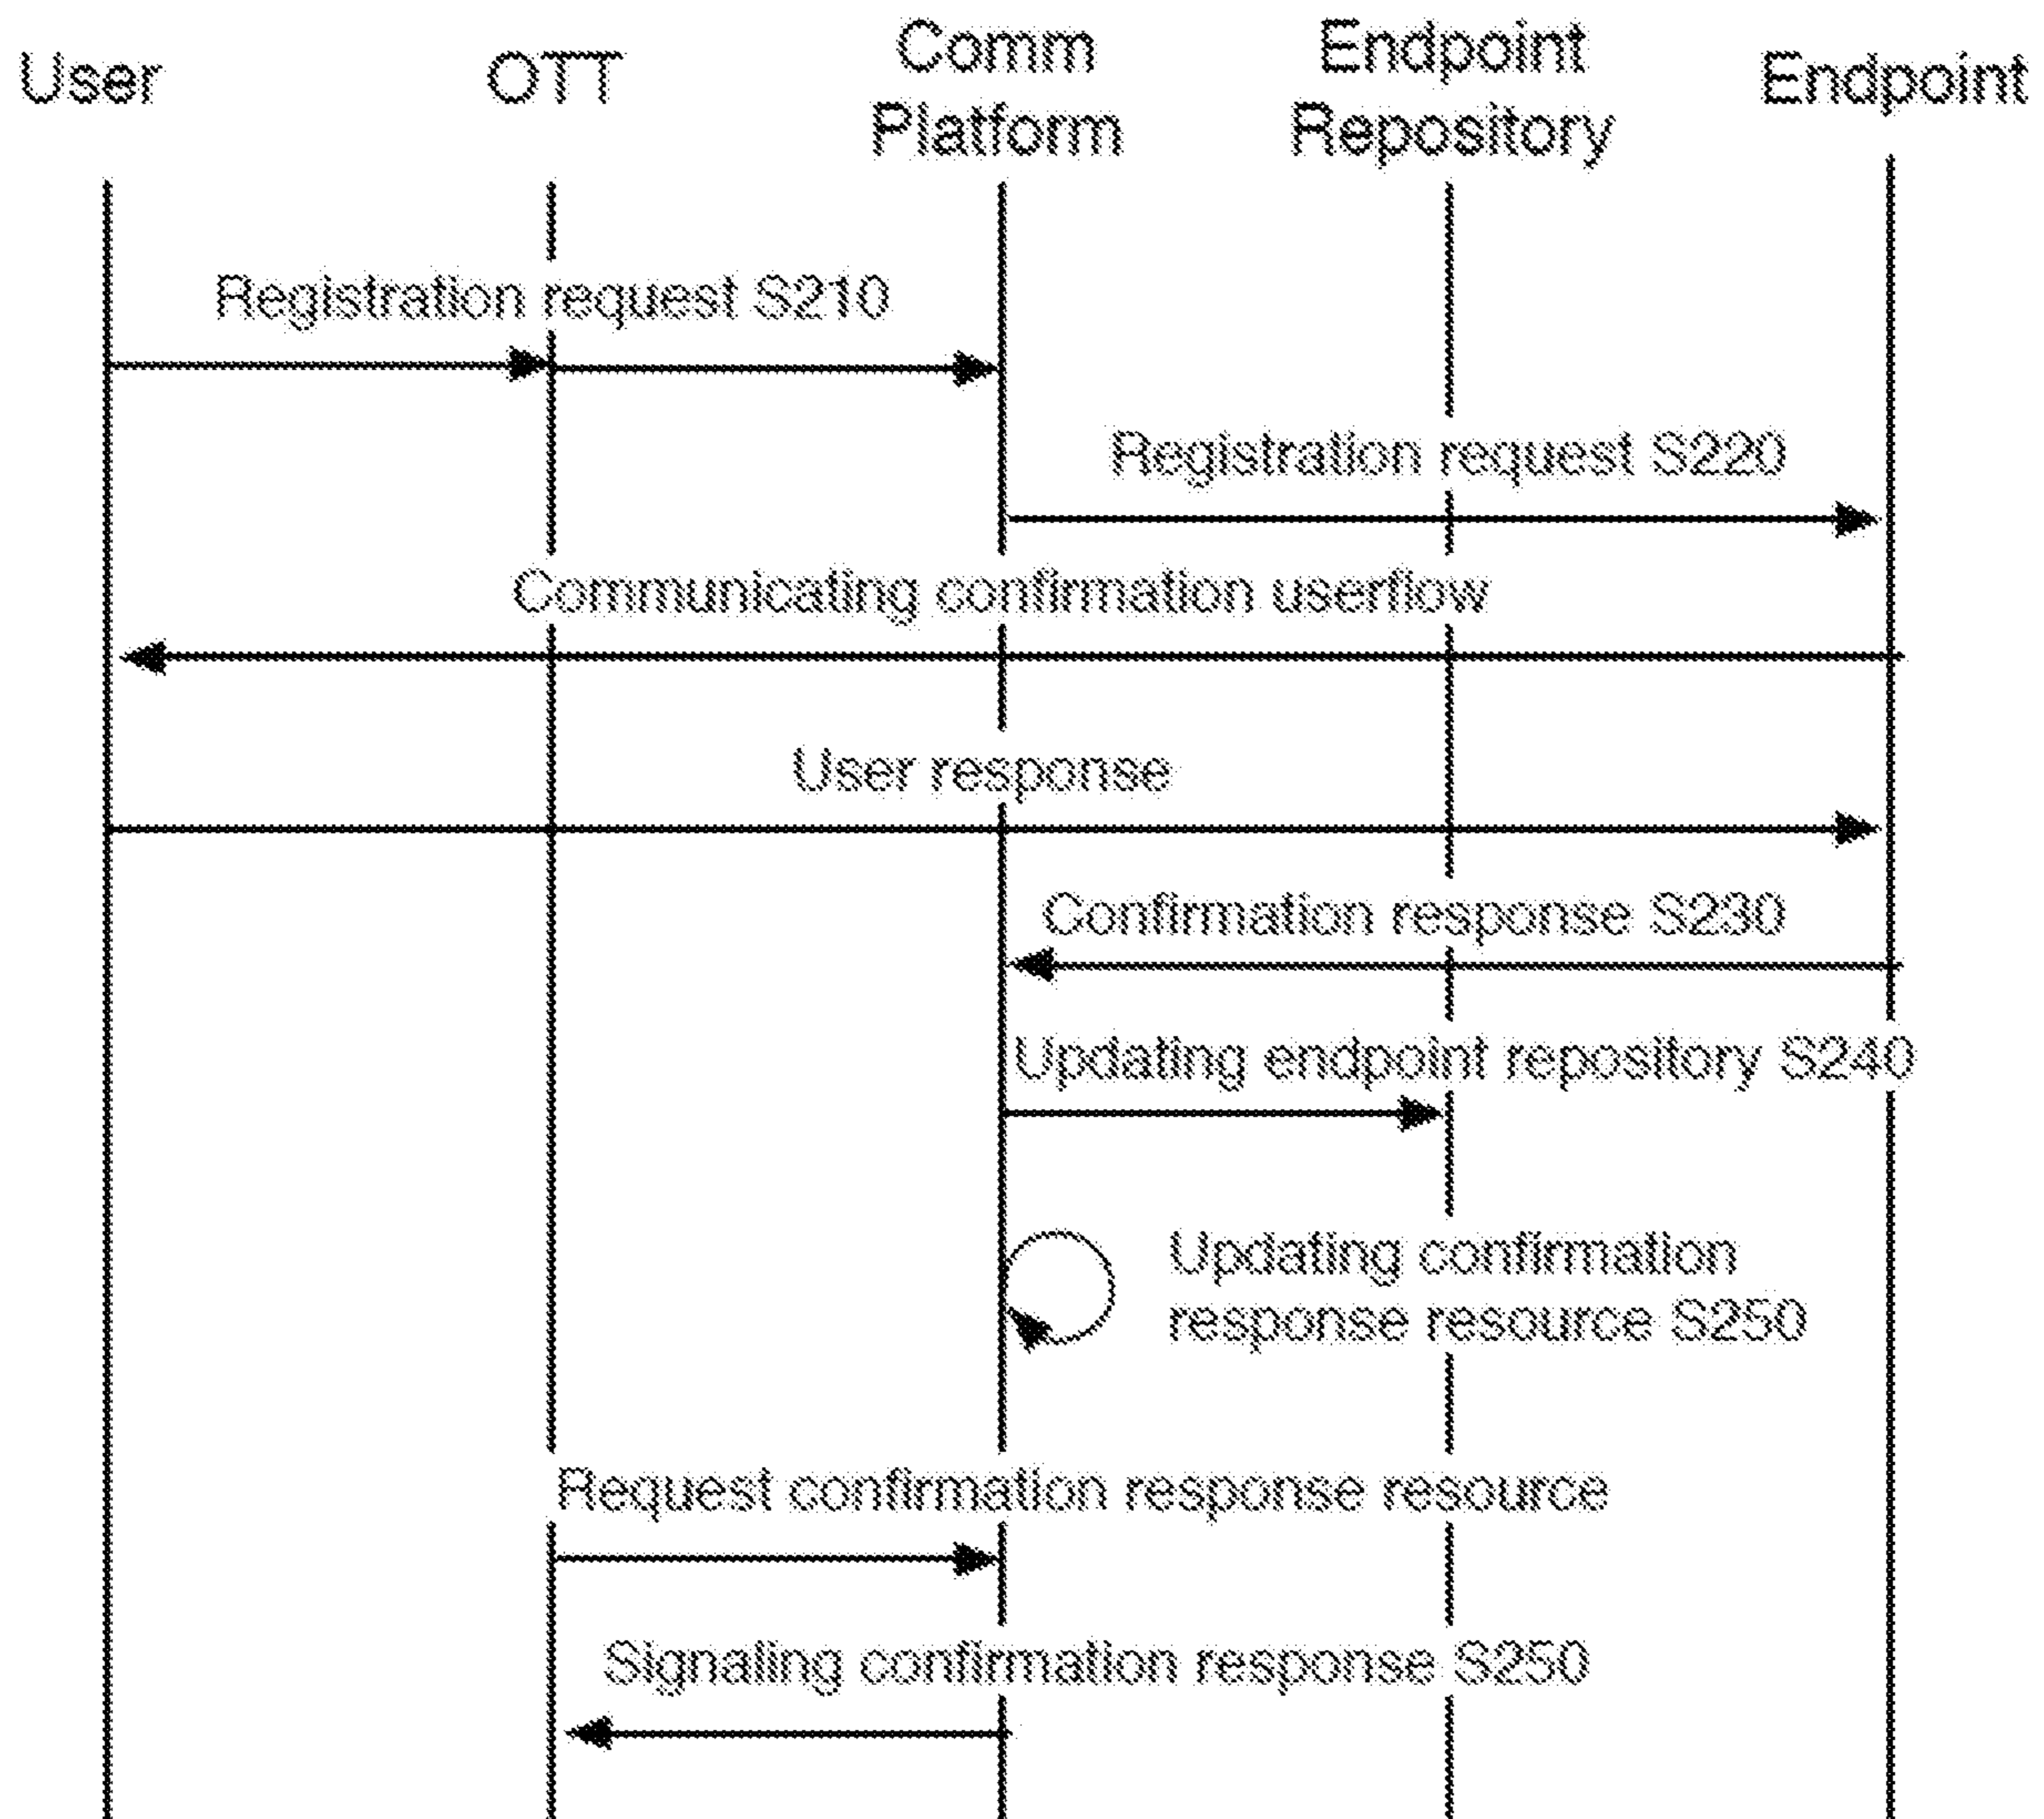 User
OTT
Comm
Platform
Endpoint
Repository
Endpoint
Registration request S210
Registration request S220
Communicating confirmation userflow
User response
Confirmation response S230
Updating endpoint repository S240
Updating confirmation
response resource S250
Request confirmation response resource
Signaling confirmation response S250